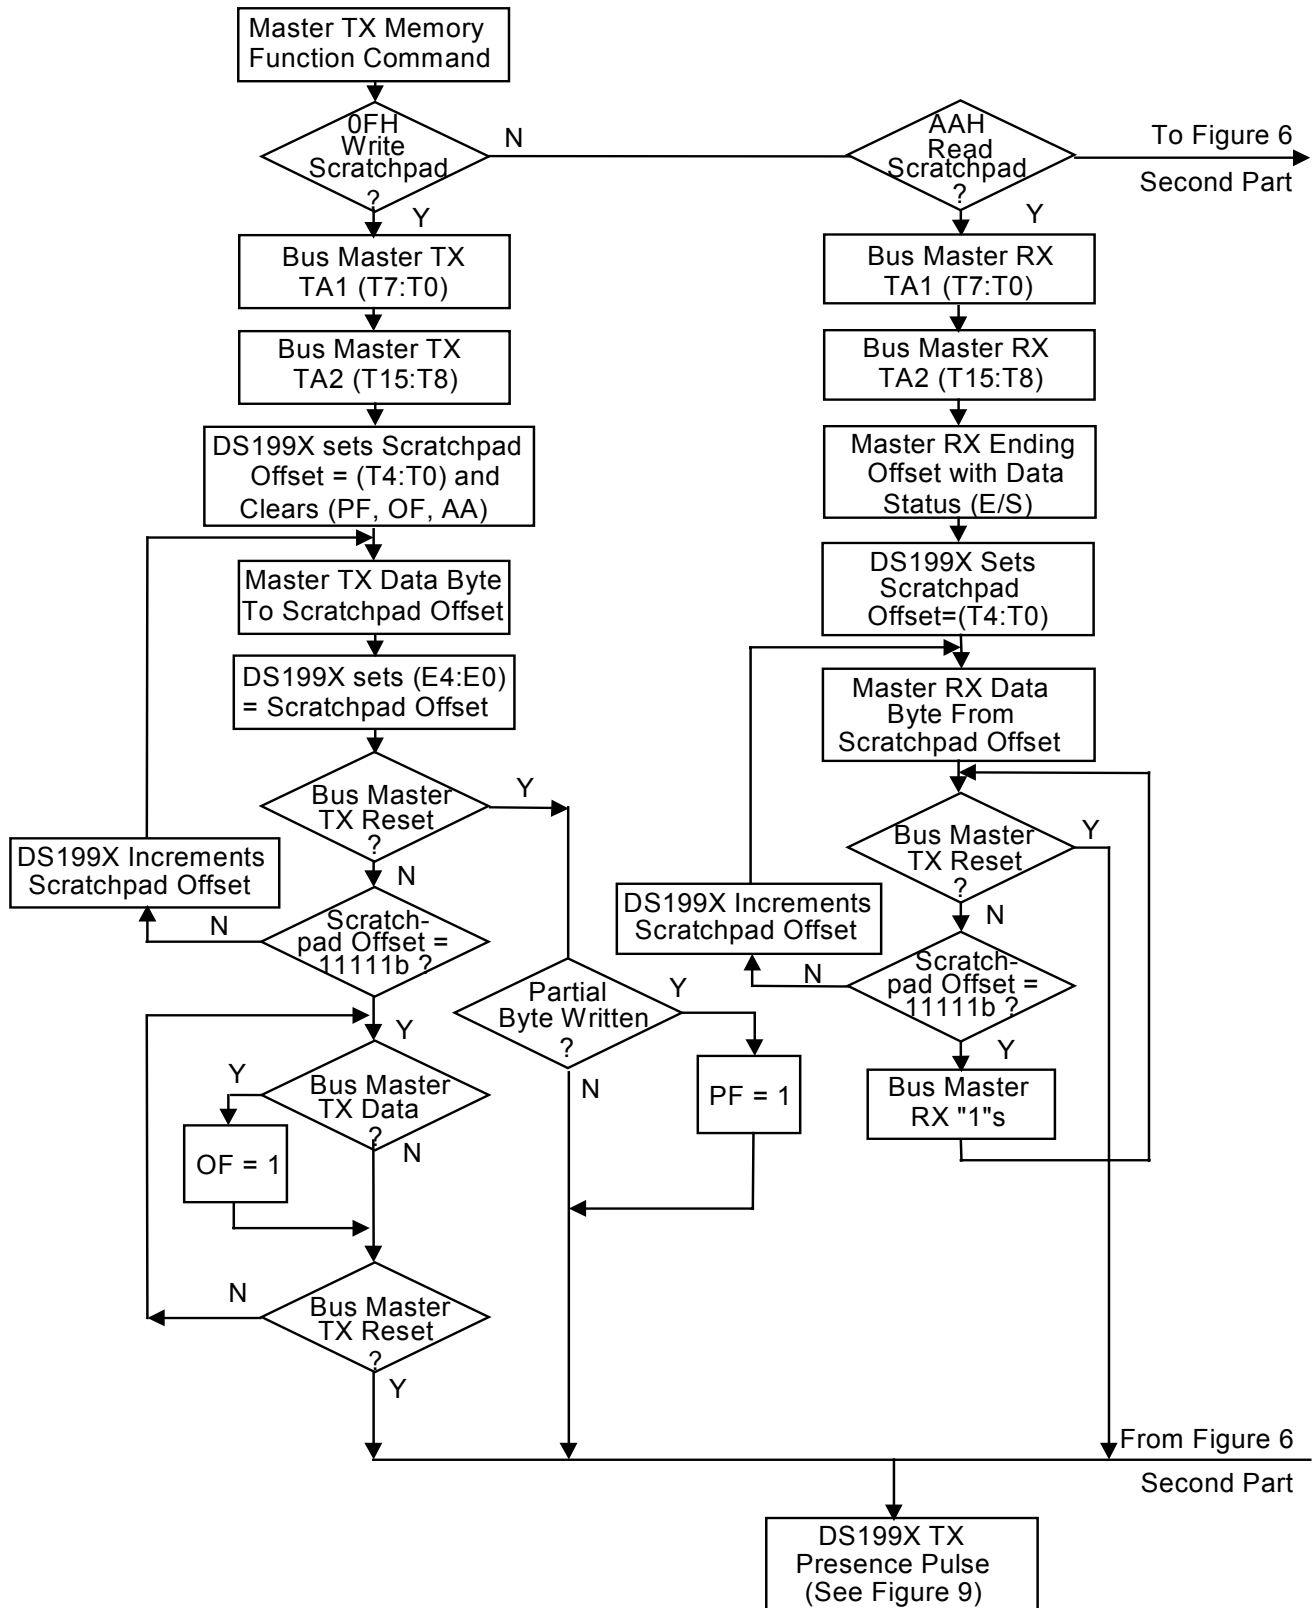 Master TX Memory
Function Command
0FH
Write
Scratchpad
?
N
Y
AAH
Read
Scratchpad
?
Y
To Figure 6
Second Part
Bus Master TX
TA1 (T7:T0)
Bus Master TX
TA2 (T15:T8)
DS199X sets Scratchpad
Offset = (T4:T0) and
Clears (PF, OF, AA)
Master TX Data Byte
To Scratchpad Offset
DS199X sets (E4:E0)
= Scratchpad Offset
Bus Master
TX Reset
?
Y
N
DS199X Increments
Scratchpad Offset
N
Scratch-
pad Offset =
11111b ?
Y
Partial
Byte Written
?
Y
N
PF = 1
Bus Master
TX Data
?
Y
N
OF = 1
Bus Master
TX Reset
?
N
Y
Bus Master RX
TA1 (T7:T0)
Bus Master RX
TA2 (T15:T8)
Master RX Ending
Offset with Data
Status (E/S)
DS199X Sets
Scratchpad
Offset=(T4:T0)
Master RX Data
Byte From
Scratchpad Offset
Bus Master
TX Reset
?
Y
N
DS199X Increments
Scratchpad Offset
N
Scratch-
pad Offset =
11111b ?
Y
Bus Master
RX "1"s
From Figure 6
Second Part
DS199X TX
Presence Pulse
(See Figure 9)